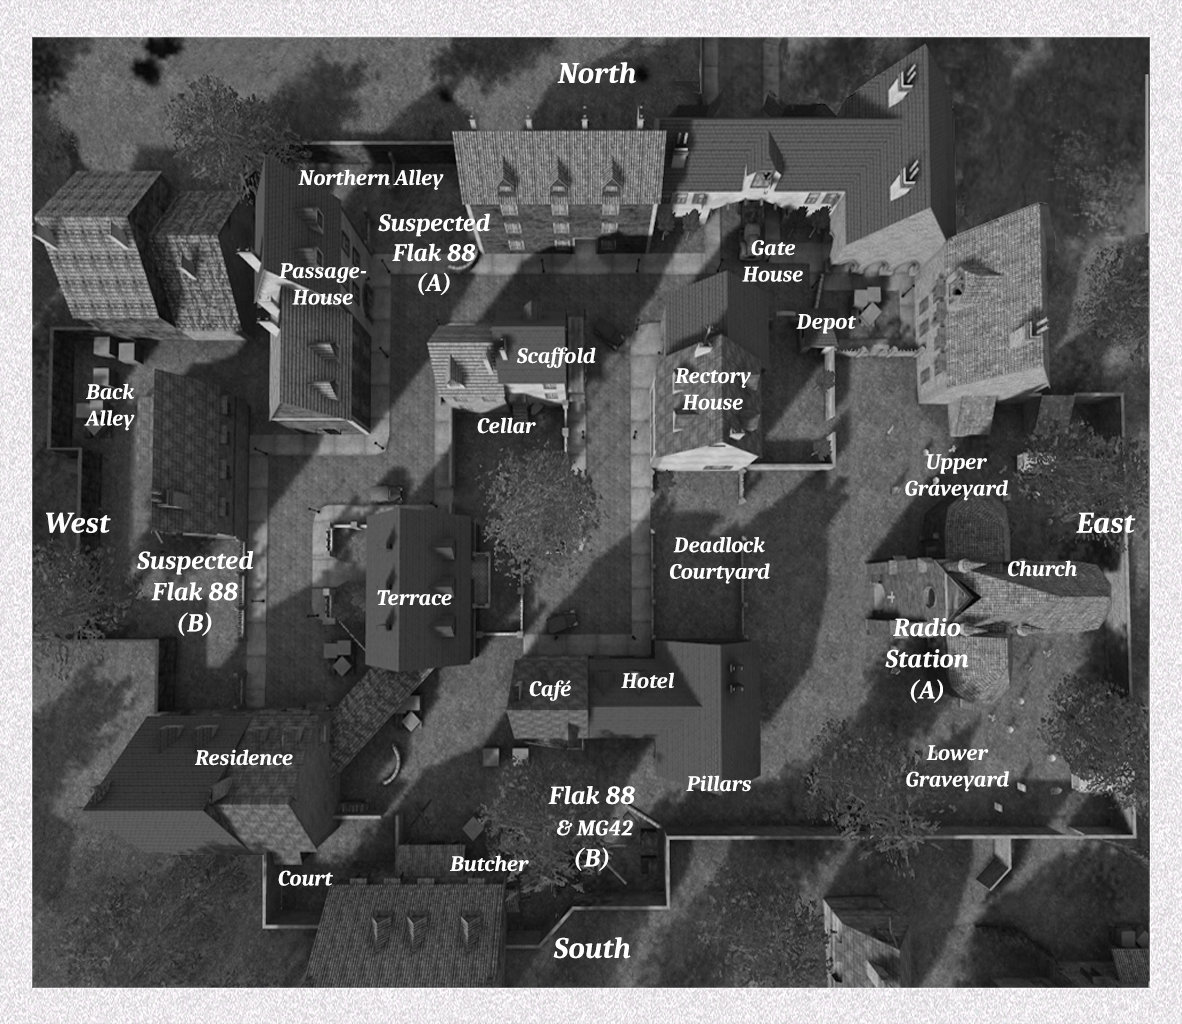 North
Northern Alley
Suspected
Flak 88
(A)
Passage-
House
Gate
House
Depot
Scaffold
Rectory
House
Back
Alley
Cellar
Upper
Graveyard
West
East
Suspected
Flak 88
(B)
Deadlock
Courtyard
Church
Terrace
Radio
Station
(A)
Café
Hotel
Residence
Lower
Graveyard
Pillars
Flak 88
& MG42
(B)
Butcher
Court
South